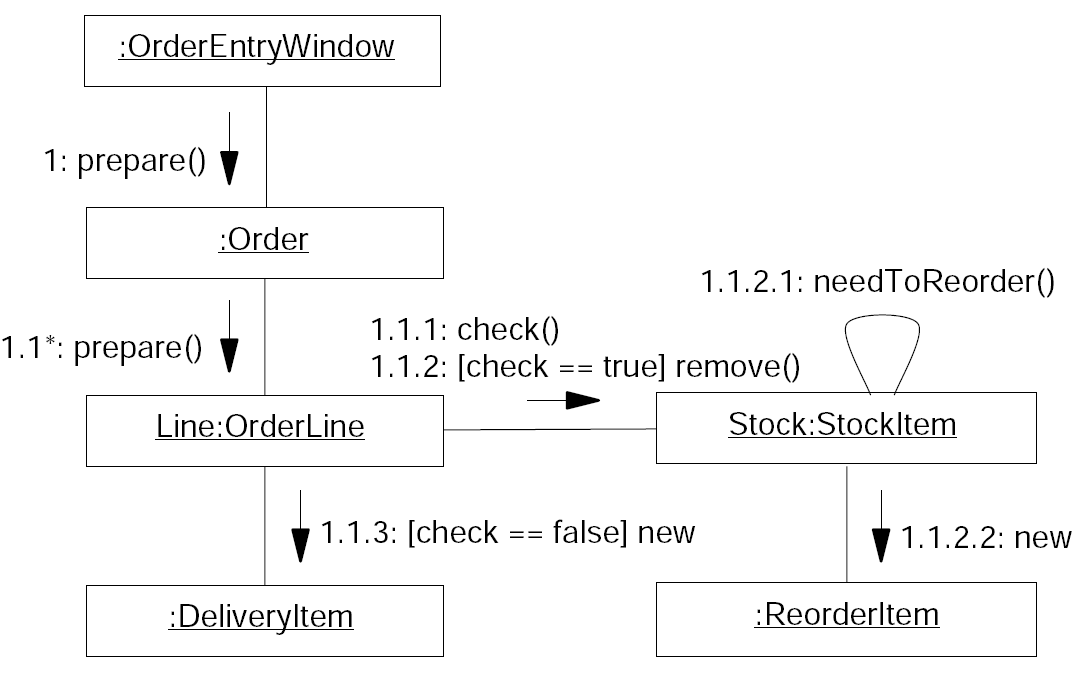 :OrderEntryWindow
1: prepare()
:Order
1.1.2.1: needToReorder()
1.1*: prepare()
1.1.1: check()
1.1.2: [check == true] remove()
Line:OrderLine
Stock:StockItem
1.1.3: [check == false] new
1.1.2.2: new
:DeliveryItem
:ReorderItem